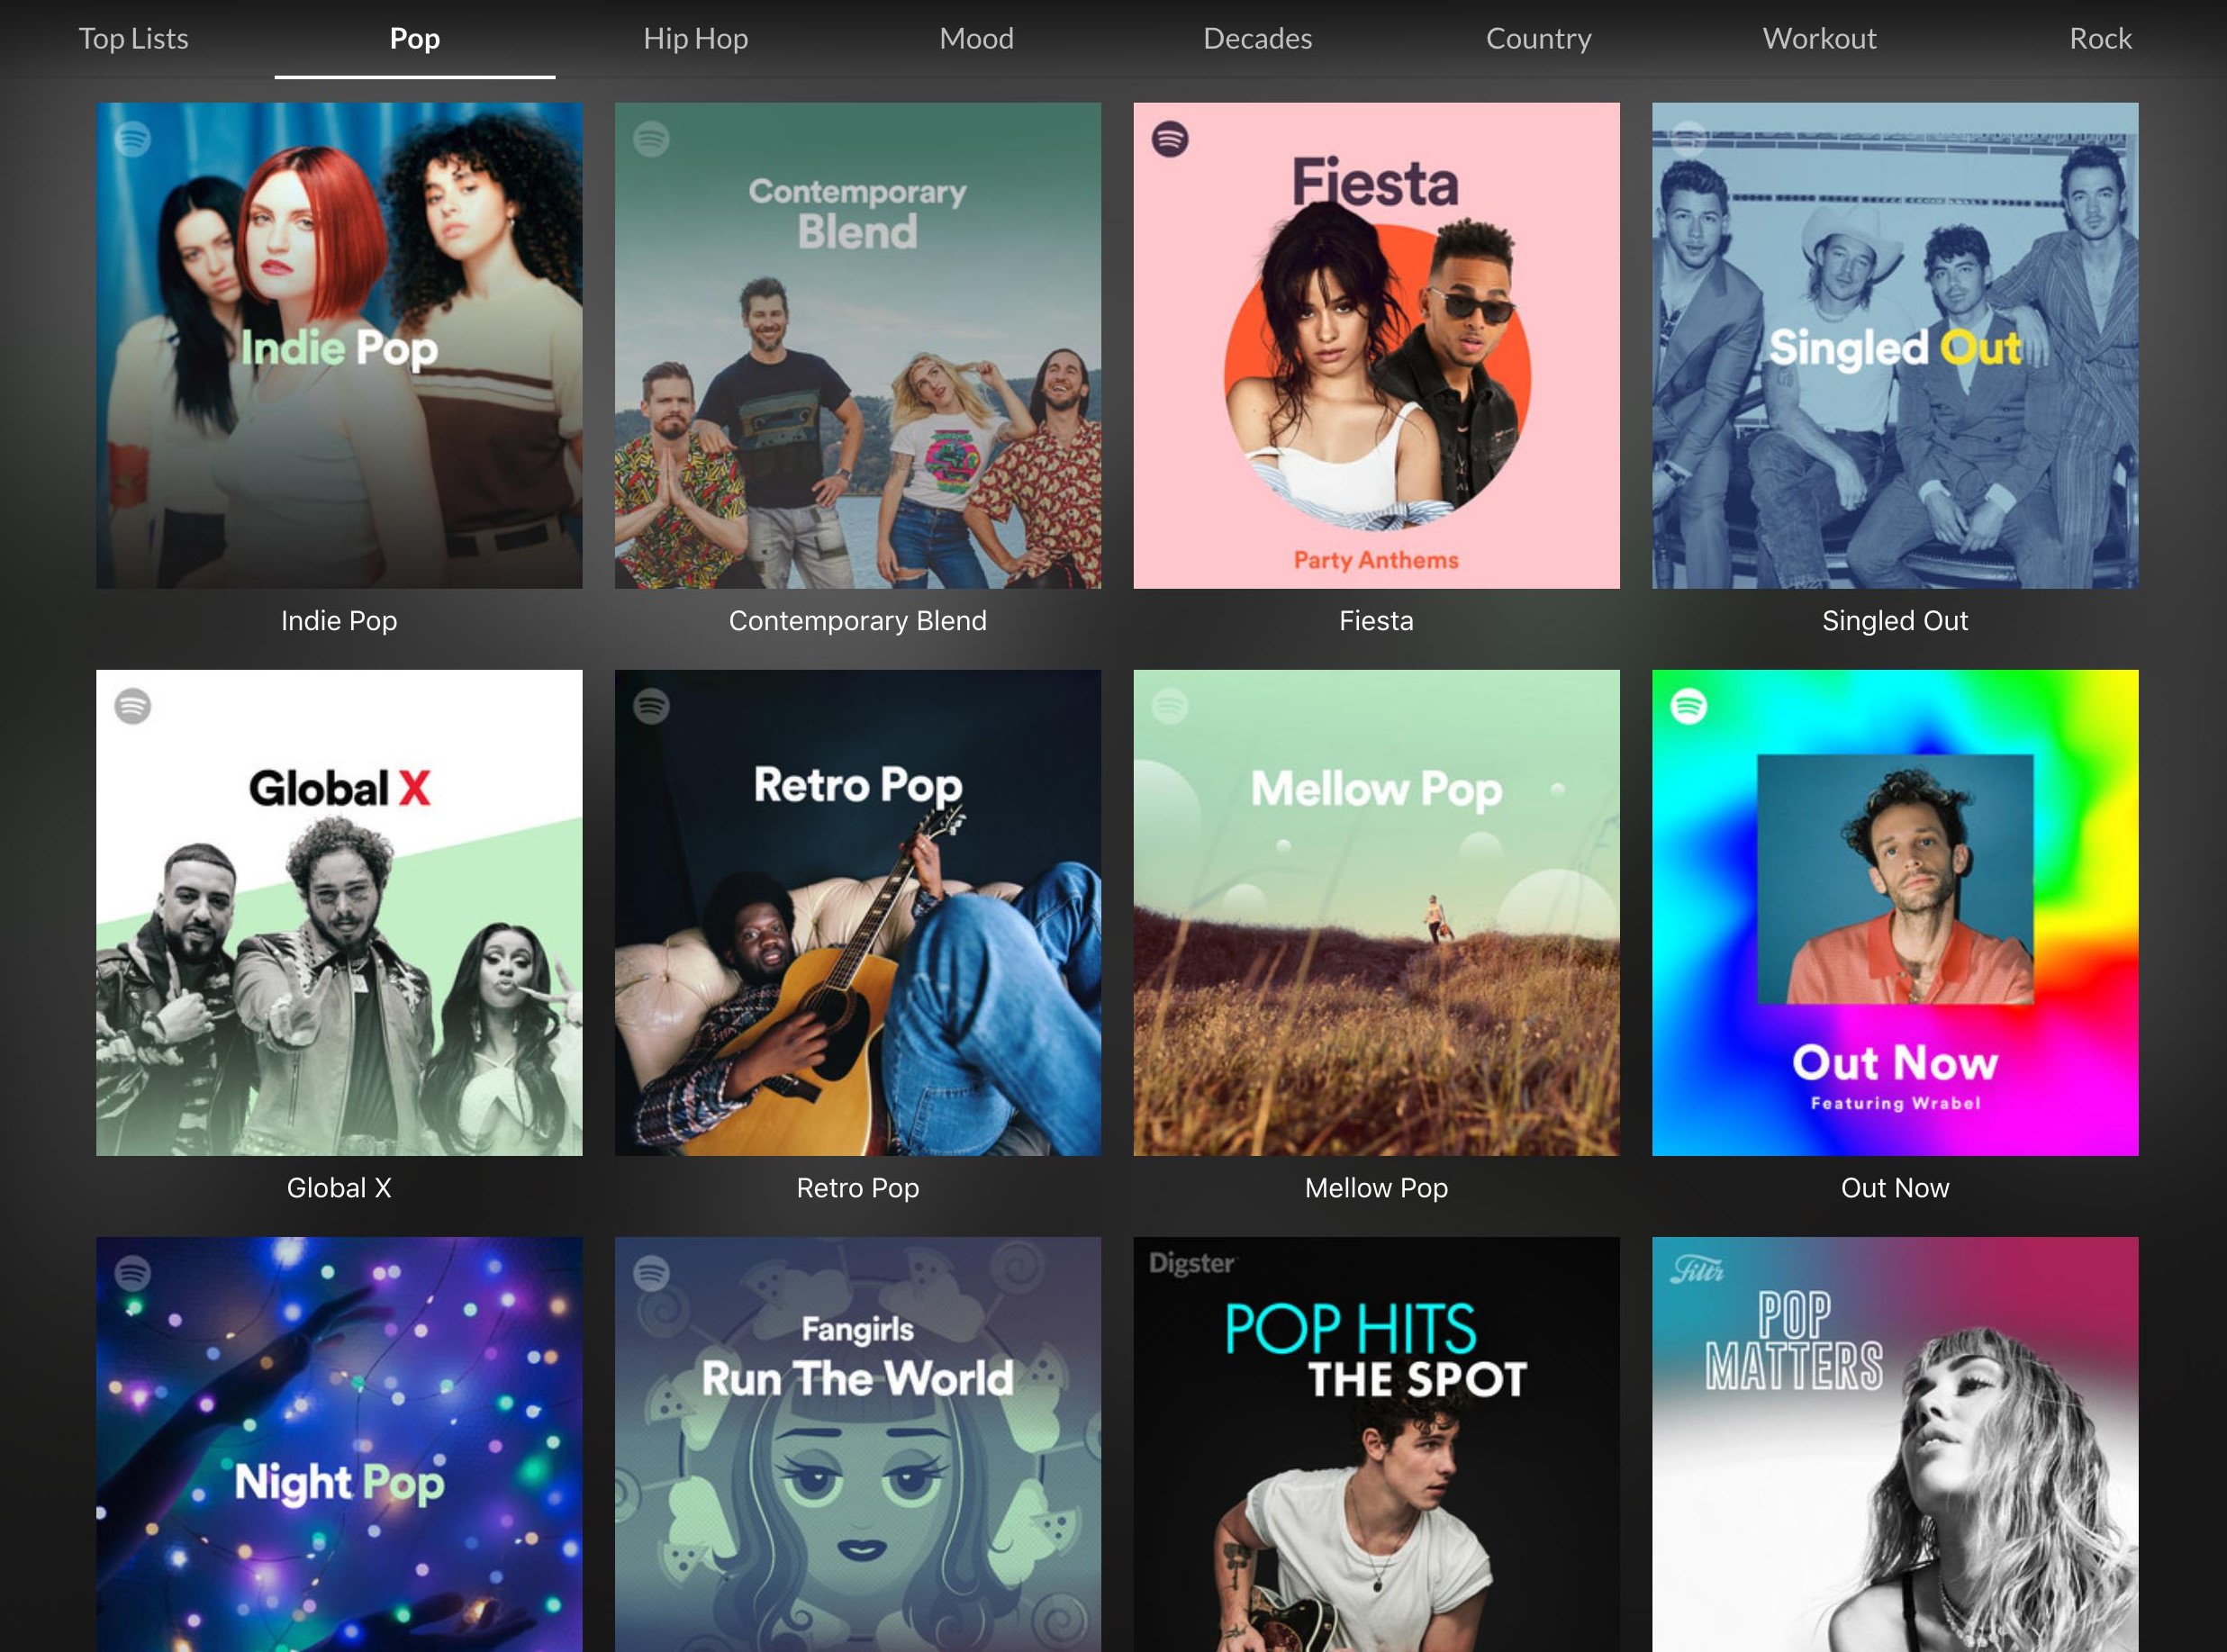 Top Lists
Pop
Hip Hop
Mood
Decades
Country
Workout
Rock
Indie Pop
Contemporary
Blend
Fiesta
Party Anthems
Singled Out
Indie Pop
Contemporary Blend
Fiesta
Singled Out
Global X
Retro Pop
Mellow Pop
Out Now
Featuring Wrabel
Global X
Retro Pop
Mellow Pop
Out Now
Night Pop
Fangirls
Run The World
Digster
POP HITS
THE SPOT
Filtr
POP
MATTERS